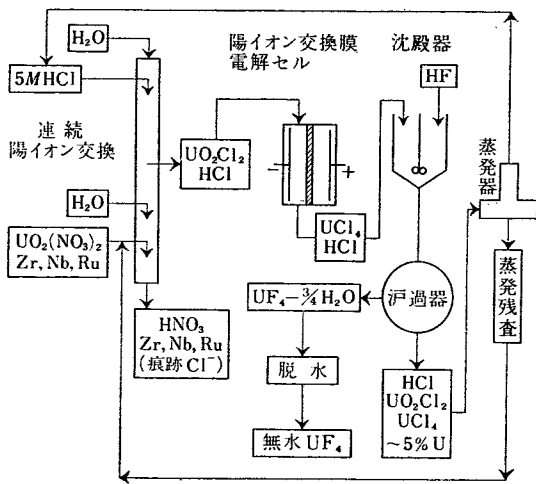 H₂O
5MHCl
連続
陽イオン交換
H₂O
UO₂(NO₃)₂
Zr, Nb, Ru
HNO₃
Zr, Nb, Ru
(痕跡 Cl⁻)
UO₂Cl₂
HCl
陽イオン交換膜
電解セル
−
+
UCl₄
HCl
沈殿器
HF
沪過器
UF₄−¾H₂O
脱水
無水 UF₄
HCl
UO₂Cl₂
UCl₄
~5% U
蒸発器
蒸発残査